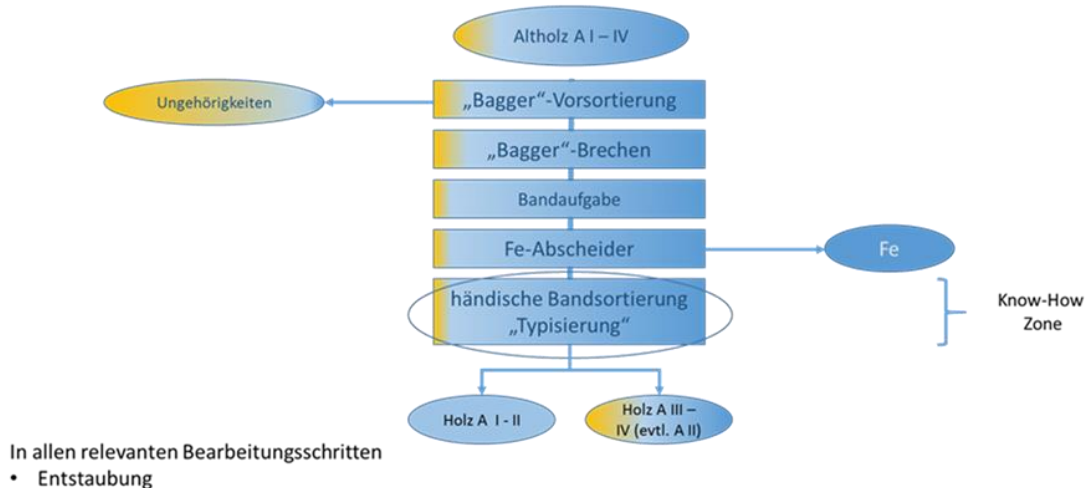 Altholz A I – IV
Ungehörigkeiten
„Bagger“-Vorsortierung
„Bagger“-Brechen
Bandaufgabe
Fe-Abscheider
Fe
händische Bandsortierung
„Typisierung“
Know-How
Zone
Holz A I - II
Holz A III –
IV (evtl. A II)
In allen relevanten Bearbeitungsschritten
• Entstaubung